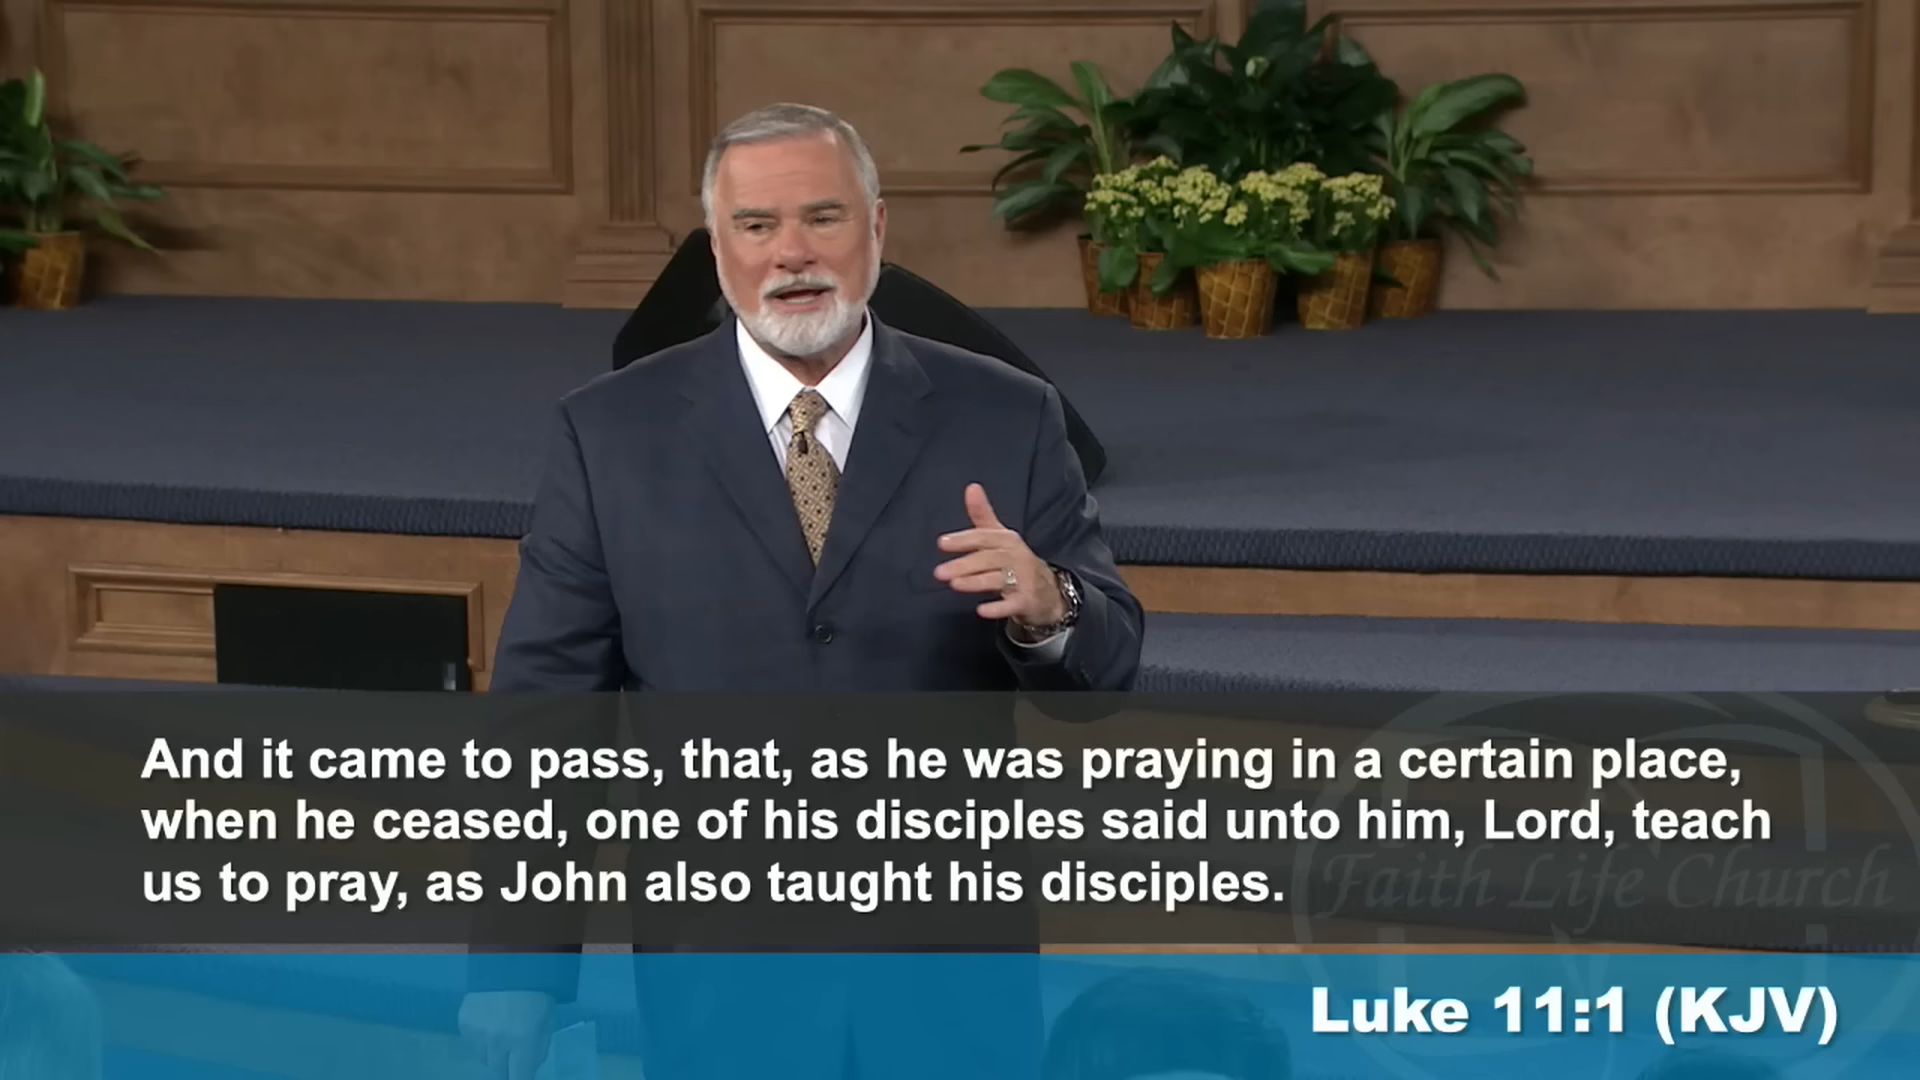 And it came to pass, that, as he was praying in a certain place,
when he ceased, one of his disciples said unto him, Lord, teach
us to pray, as John also taught his disciples.
Faith Life Church
Luke 11:1 (KJV)